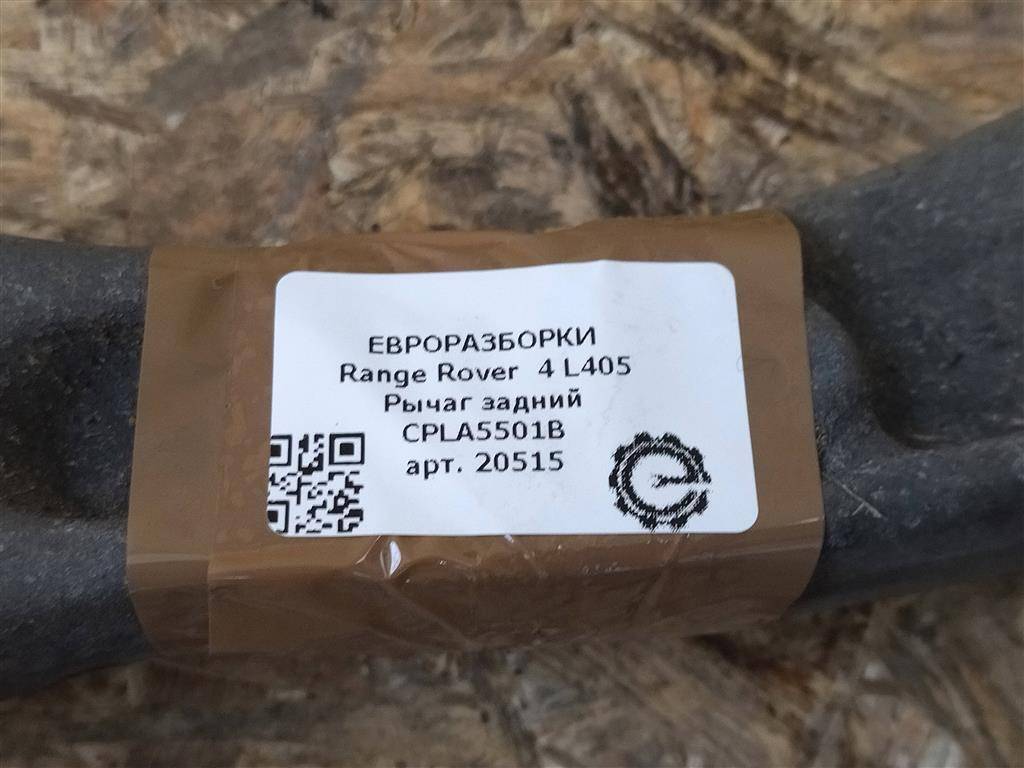 ЕВРОРАЗБОРКИ
Range Rover 4 L405
Рычаг задний
CPLA5501B
арт. 20515